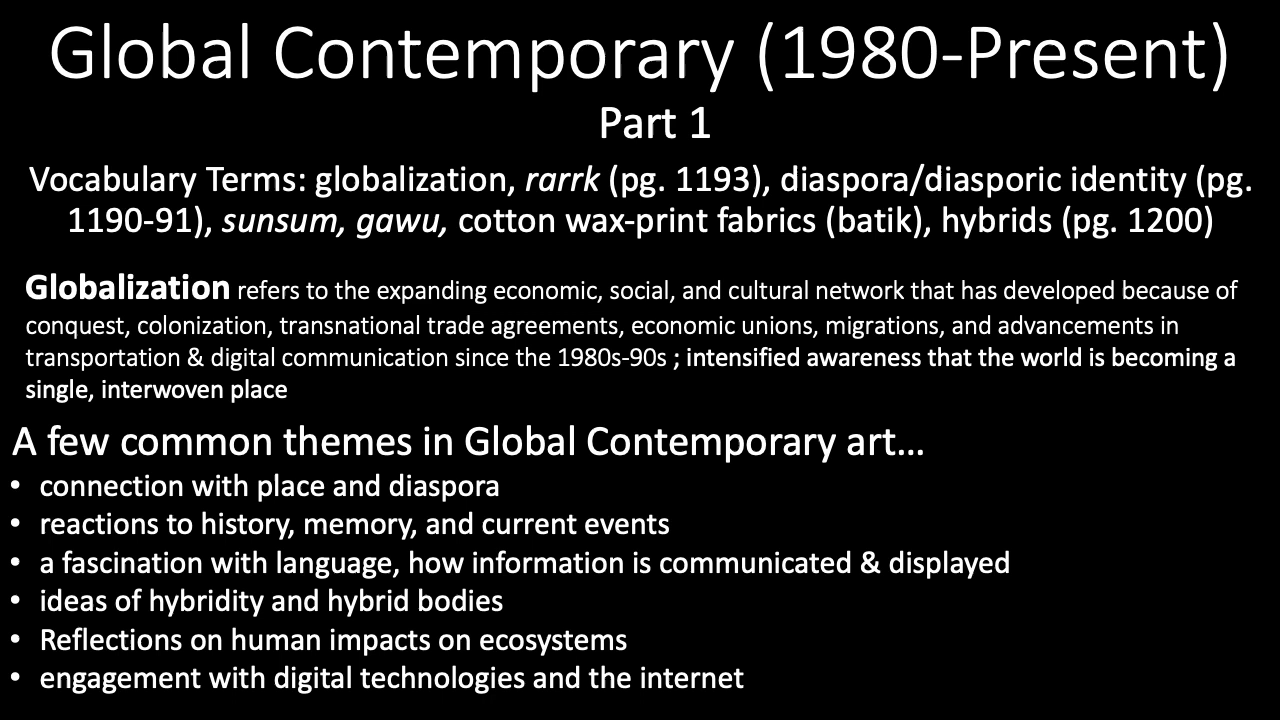 Global Contemporary (1980-Present)
Part 1
Vocabulary Terms: globalization, rarrk (pg. 1193), diaspora/diasporic identity (pg.
1190-91), sunsum, gawu, cotton wax-print fabrics (batik), hybrids (pg. 1200)
Globalization refers to the expanding economic, social, and cultural network that has developed because of
conquest, colonization, transnational trade agreements, economic unions, migrations, and advancements in
transportation & digital communication since the 1980s-90s ; intensified awareness that the world is becoming a
single, interwoven place
A few common themes in Global Contemporary art...
• connection with place and diaspora
• reactions to history, memory, and current events
• a fascination with language, how information is communicated & displayed
• ideas of hybridity and hybrid bodies
• Reflections on human impacts on ecosystems
• engagement with digital technologies and the internet